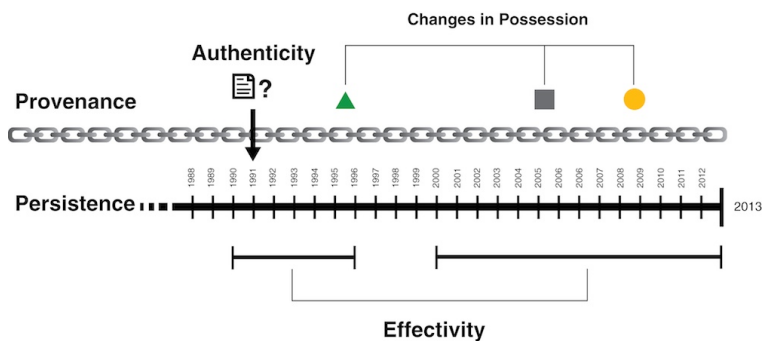 Changes in Possession
Authenticity
?
Provenance
1988 1989 1990 1991 1992 1993 1994 1995 1996 1997 1998 1999 2000 2001 2002 2003 2004 2005 2006 2006 2007 2008 2009 2010 2011 2012
Persistence
2013
Effectivity